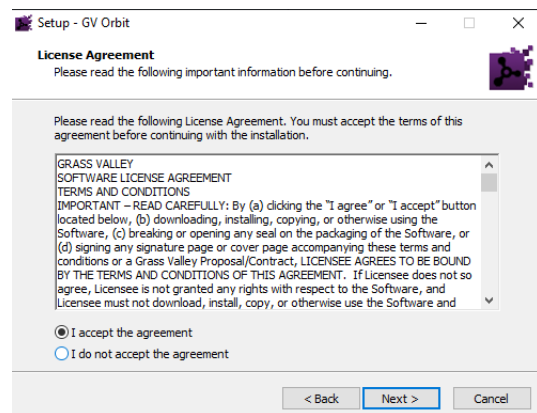 Setup - GV Orbit
License Agreement
Please read the following important information before continuing.
Please read the following License Agreement. You must accept the terms of this
agreement before continuing with the installation.
GRASS VALLEY
SOFTWARE LICENSE AGREEMENT
TERMS AND CONDITIONS
IMPORTANT – READ CAREFULLY: By (a) clicking the "I agree" or "I accept" button
located below, (b) downloading, installing, copying, or otherwise using the
Software, (c) breaking or opening any seal on the packaging of the Software, or
(d) signing any signature page or cover page accompanying these terms and
conditions or a Grass Valley Proposal/Contract, LICENSEE AGREES TO BE BOUND
BY THE TERMS AND CONDITIONS OF THIS AGREEMENT. If Licensee does not so
agree, Licensee is not granted any rights with respect to the Software, and
Licensee must not download, install, copy, or otherwise use the Software and
I accept the agreement
I do not accept the agreement
< Back Next > Cancel